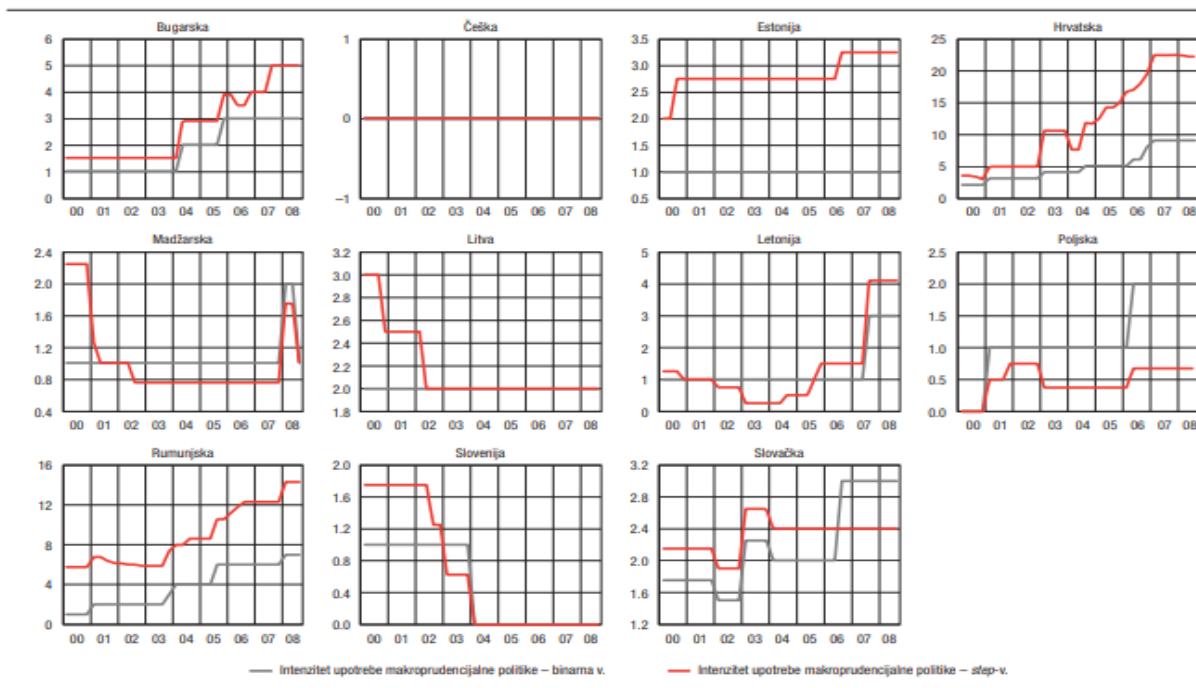 Bugarska
6
5
4
3
2
1
0
00 01 02 03 04 05 06 07 08
Češka
1
0
−1
00 01 02 03 04 05 06 07 08
Estonija
3.5
3.0
2.5
2.0
1.5
1.0
0.5
00 01 02 03 04 05 06 07 08
Hrvatska
25
20
15
10
5
0
00 01 02 03 04 05 06 07 08
Madžarska
2.4
2.0
1.6
1.2
0.8
0.4
00 01 02 03 04 05 06 07 08
Litva
3.2
3.0
2.8
2.6
2.4
2.2
2.0
1.8
00 01 02 03 04 05 06 07 08
Letonija
5
4
3
2
1
0
00 01 02 03 04 05 06 07 08
Poljska
2.5
2.0
1.5
1.0
0.5
0.0
00 01 02 03 04 05 06 07 08
Rumunjska
16
12
8
4
0
00 01 02 03 04 05 06 07 08
Slovenija
2.0
1.6
1.2
0.8
0.4
0.0
00 01 02 03 04 05 06 07 08
Slovačka
3.2
2.8
2.4
2.0
1.6
1.2
00 01 02 03 04 05 06 07 08
Intenzitet upotrebe makroprudencijalne politike – binarna v.
Intenzitet upotrebe makroprudencijalne politike – step-v.